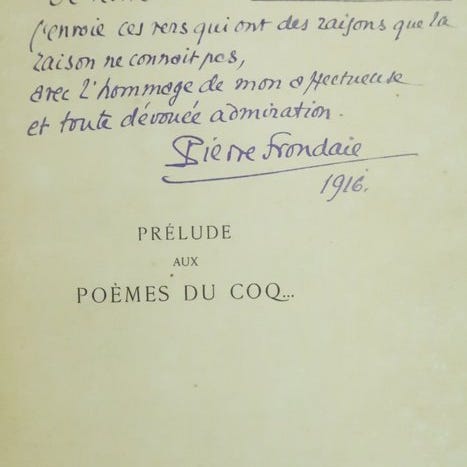 j'envoie ces vers qui ont des raisons que la
raison ne connait pas,
avec l'hommage de mon affectueuse
et toute dévouée admiration.
Pierre Frondaie
1916.
PRÉLUDE
AUX
POÈMES DU COQ...